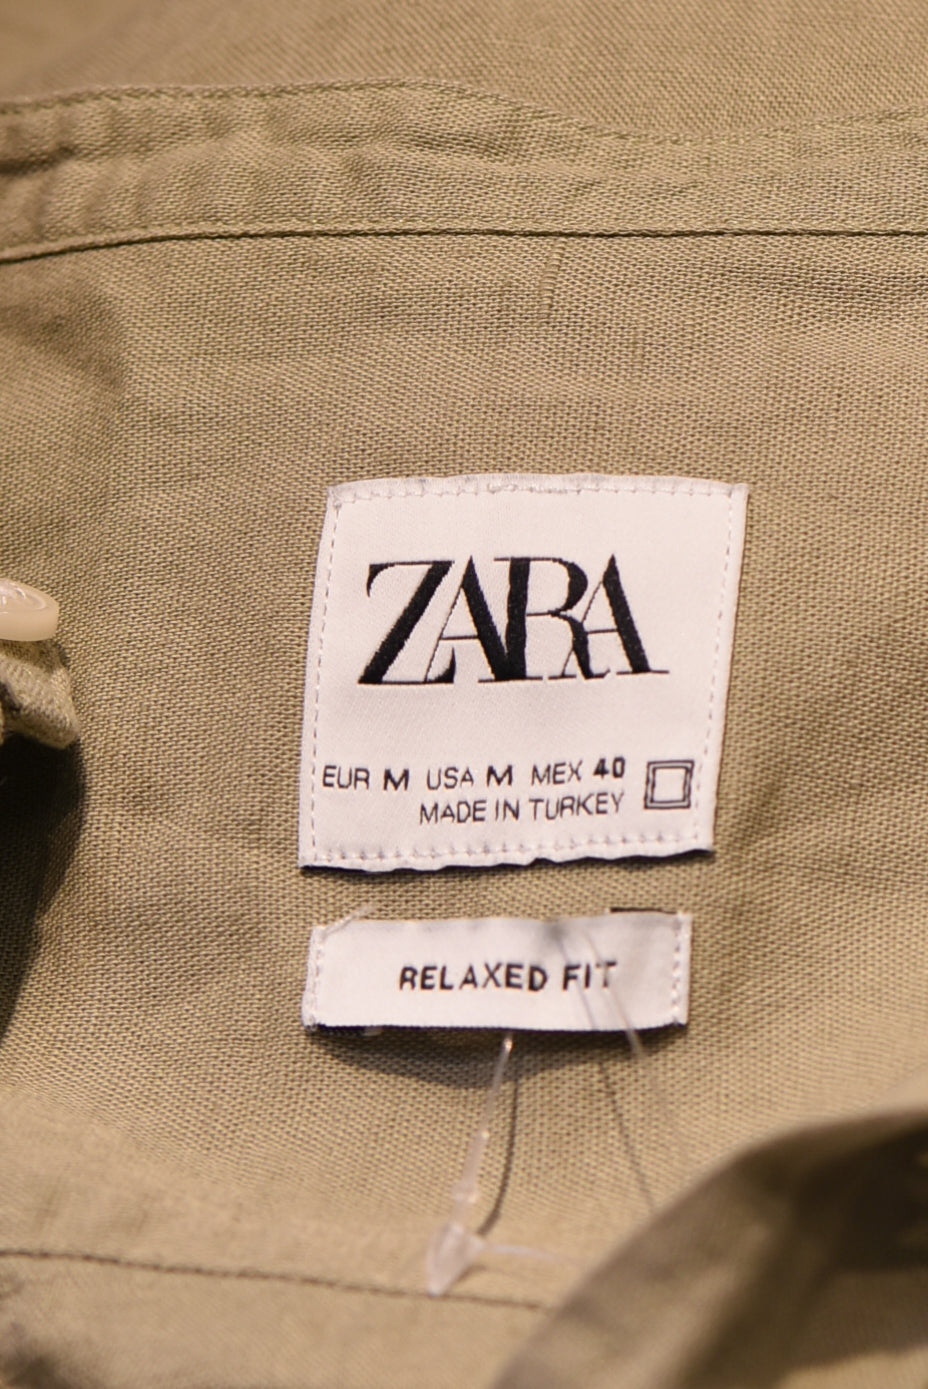 ZARA
EUR M USA M MEX 40
MADE IN TURKEY
RELAXED FIT